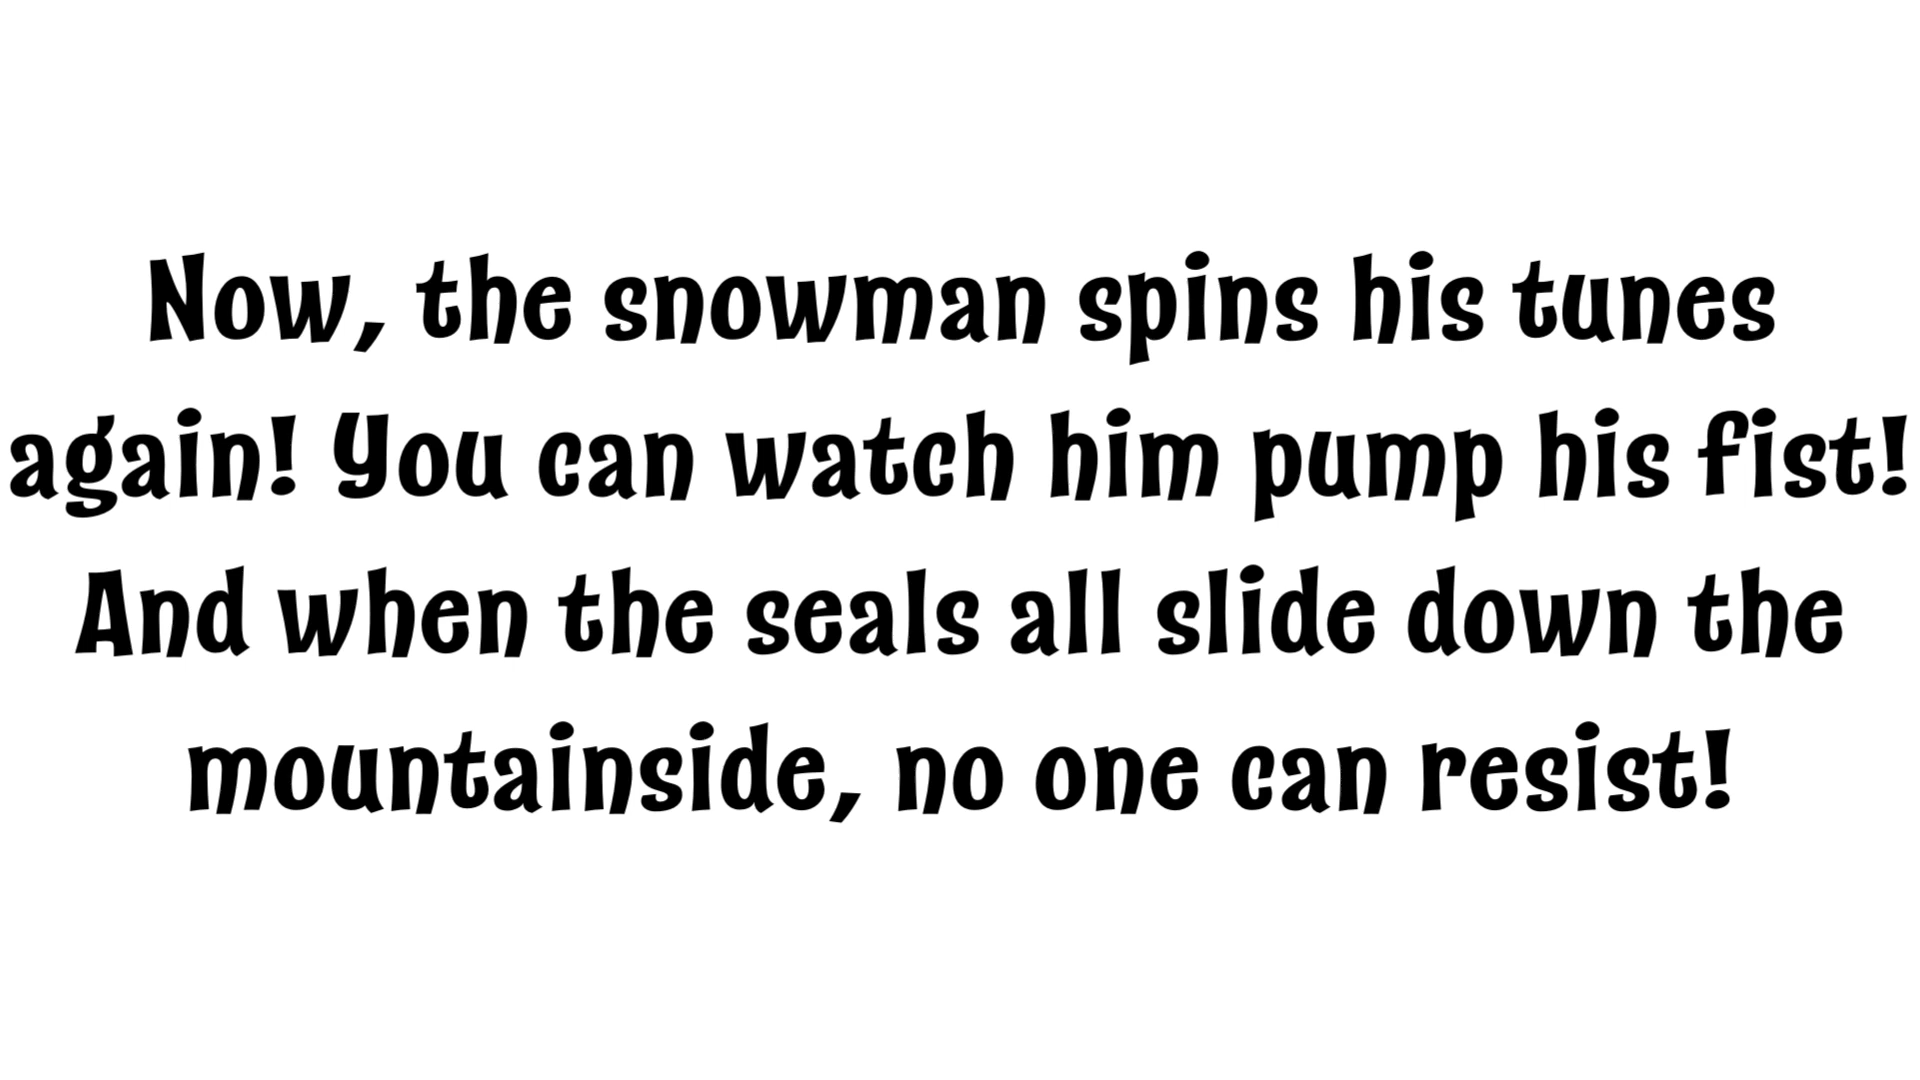 Now, the snowman spins his tunes
again! You can watch him pump his fist!
And when the seals all slide down the
mountainside, no one can resist!